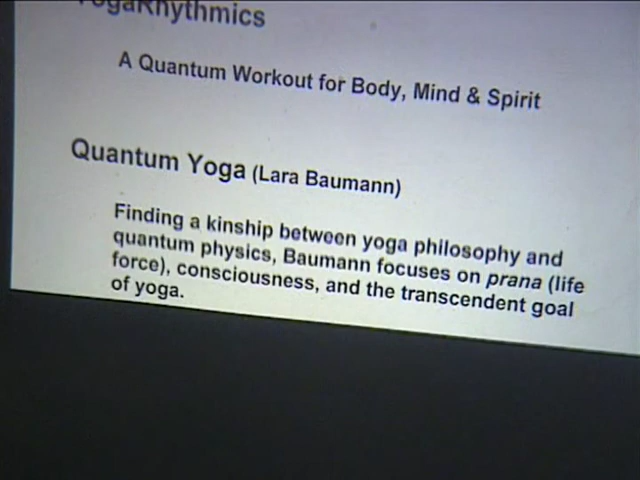 YogaRhythmics
A Quantum Workout for Body, Mind & Spirit
Quantum Yoga (Lara Baumann)
Finding a kinship between yoga philosophy and
quantum physics, Baumann focuses on prana (life
force), consciousness, and the transcendent goal
of yoga.